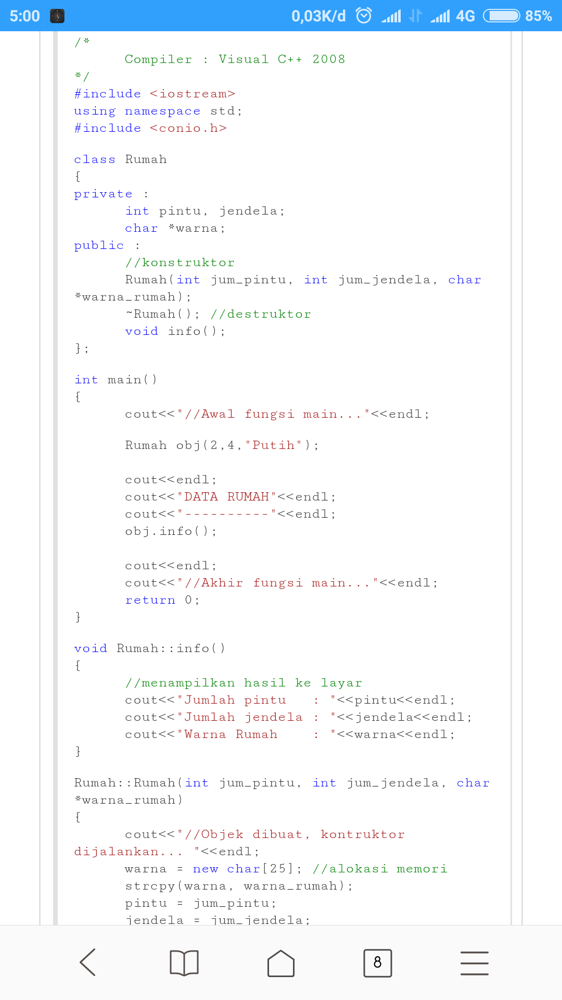 5:00 0,03K/d 4G 85%
/*
Compiler : Visual C++ 2008
*/
#include <iostream>
using namespace std;
#include <conio.h>
class Rumah
{
private :
int pintu, jendela;
char *warna;
public :
//konstruktor
Rumah(int jum_pintu, int jum_jendela, char
*warna_rumah);
~Rumah(); //destruktor
void info();
};
int main()
{
cout<<"//Awal fungsi main..."<<endl;
Rumah obj(2,4,"Putih");
cout<<endl;
cout<<"DATA RUMAH"<<endl;
cout<<"----------"<<endl;
obj.info();
cout<<endl;
cout<<"//Akhir fungsi main..."<<endl;
return 0;
}
void Rumah::info()
{
//menampilkan hasil ke layar
cout<<"Jumlah pintu   : "<<pintu<<endl;
cout<<"Jumlah jendela : "<<jendela<<endl;
cout<<"Warna Rumah    : "<<warna<<endl;
}
Rumah::Rumah(int jum_pintu, int jum_jendela, char
*warna_rumah)
{
cout<<"//Objek dibuat, kontruktor
dijalankan... "<<endl;
warna = new char[25]; //alokasi memori
strcpy(warna, warna_rumah);
pintu = jum_pintu;
jendela = jum_jendela;
8